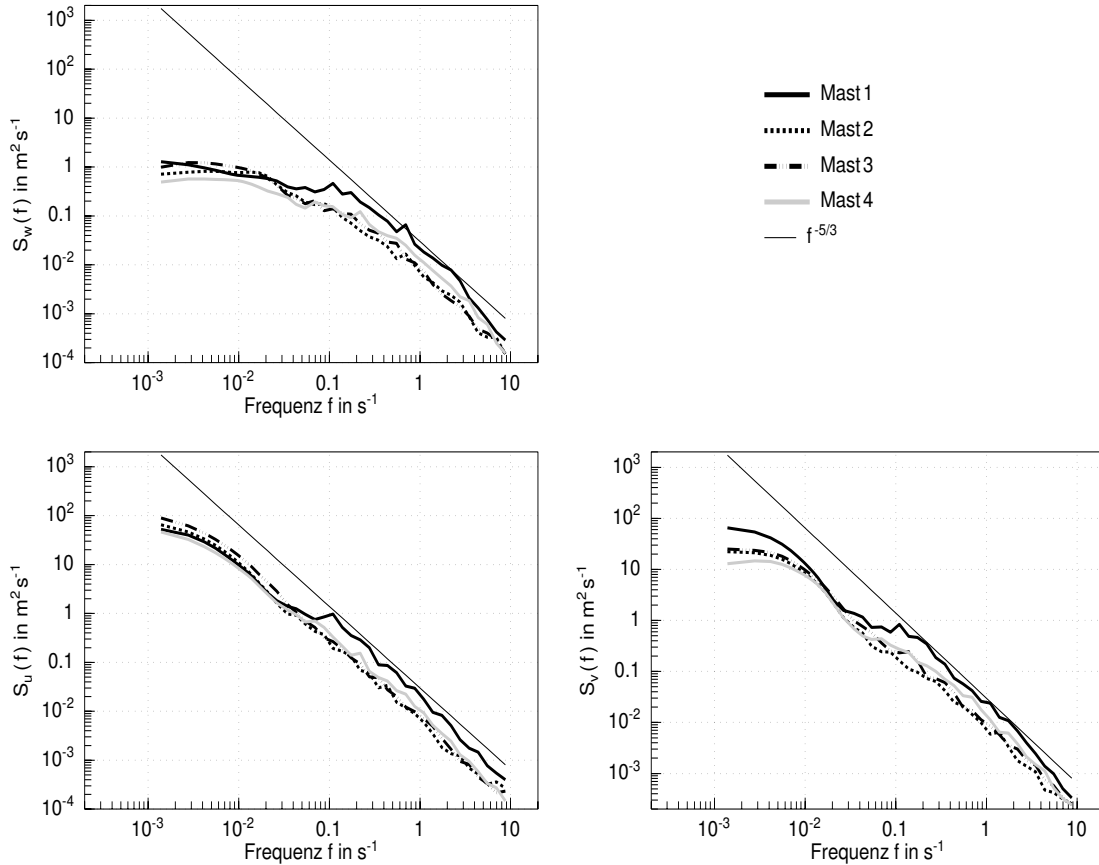 10³
10²
10
1
0.1
10⁻²
10⁻³
10⁻⁴
S_w (f) in m² s⁻¹
10⁻³ 10⁻² 0.1 1 10
Frequenz f in s⁻¹
Mast 1
Mast 2
Mast 3
Mast 4
f⁻⁵/³
10³
10²
10
1
0.1
10⁻²
10⁻³
10⁻⁴
S_u (f) in m² s⁻¹
10⁻³ 10⁻² 0.1 1 10
Frequenz f in s⁻¹
10³
10²
10
1
0.1
10⁻²
10⁻³
S_v (f) in m² s⁻¹
10⁻³ 10⁻² 0.1 1 10
Frequenz f in s⁻¹